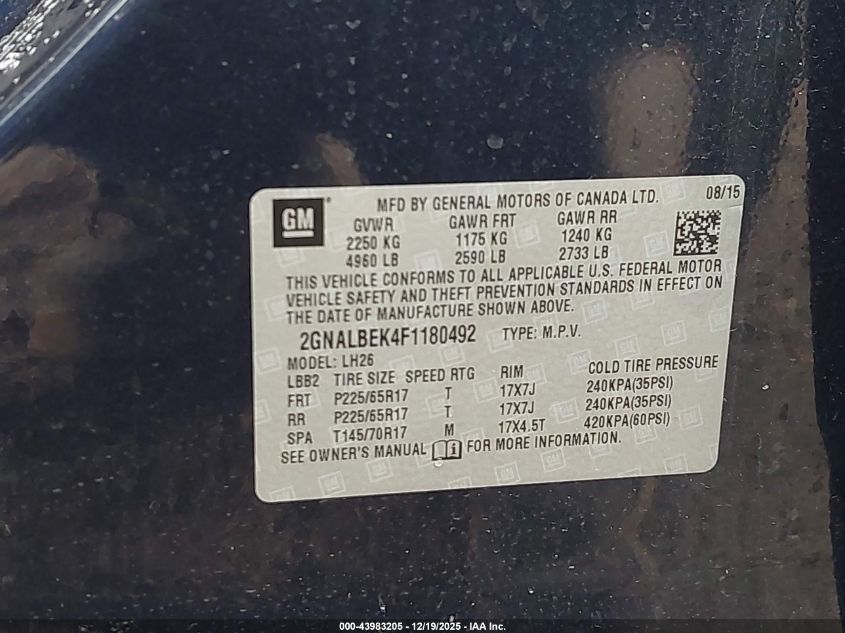 GM
MFD BY GENERAL MOTORS OF CANADA LTD. 08/15
GVWR GAWR FRT GAWR RR
2250 KG 1175 KG 1240 KG
4960 LB 2590 LB 2733 LB
THIS VEHICLE CONFORMS TO ALL APPLICABLE U.S. FEDERAL MOTOR
VEHICLE SAFETY AND THEFT PREVENTION STANDARDS IN EFFECT ON
THE DATE OF MANUFACTURE SHOWN ABOVE.
2GNALBEK4F1180492 TYPE: M.P.V.
MODEL: LH26
LBB2 TIRE SIZE SPEED RTG RIM COLD TIRE PRESSURE
FRT P225/65R17 T 17X7J 240KPA(35PSI)
RR P225/65R17 T 17X7J 240KPA(35PSI)
SPA T145/70R17 M 17X4.5T 420KPA(60PSI)
SEE OWNER'S MANUAL FOR MORE INFORMATION.
000-43983205 - 12/19/2025 - IAA Inc.